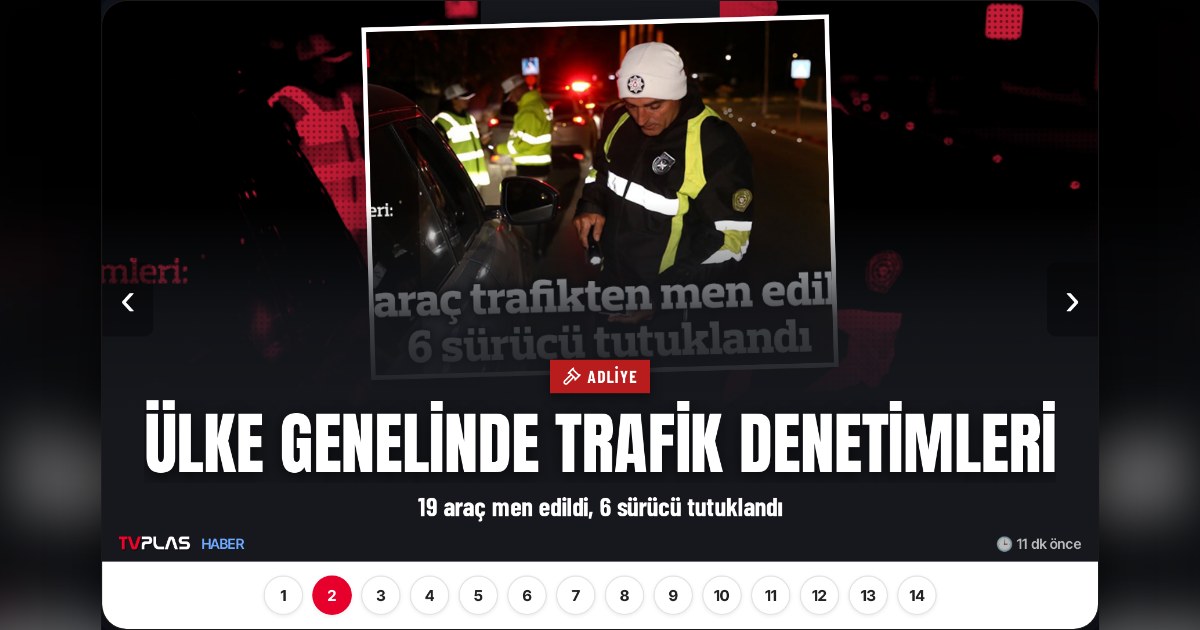 eri:
mleri:
araç trafikten men edil
6 sürücü tutuklandı
ADLİYE
ÜLKE GENELİNDE TRAFİK DENETİMLERİ
19 araç men edildi, 6 sürücü tutuklandı
TVPLAS HABER
11 dk önce
1 2 3 4 5 6 7 8 9 10 11 12 13 14